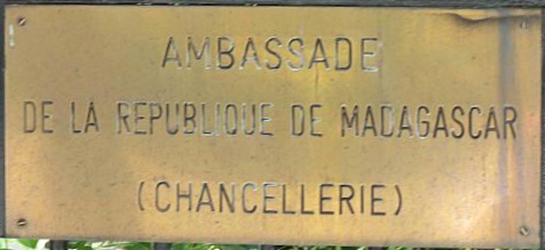 AMBASSADE
DE LA REPUBLIQUE DE MADAGASCAR
(CHANCELLERIE)